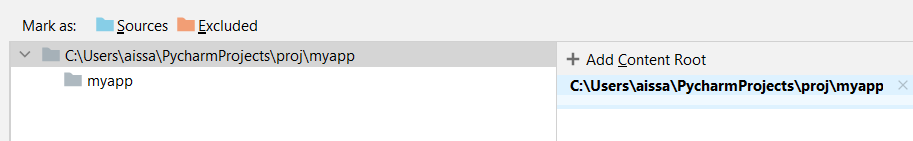 Mark as: Sources Excluded
C:\Users\aissa\PycharmProjects\proj\myapp
myapp
+ Add Content Root
C:\Users\aissa\PycharmProjects\proj\myapp